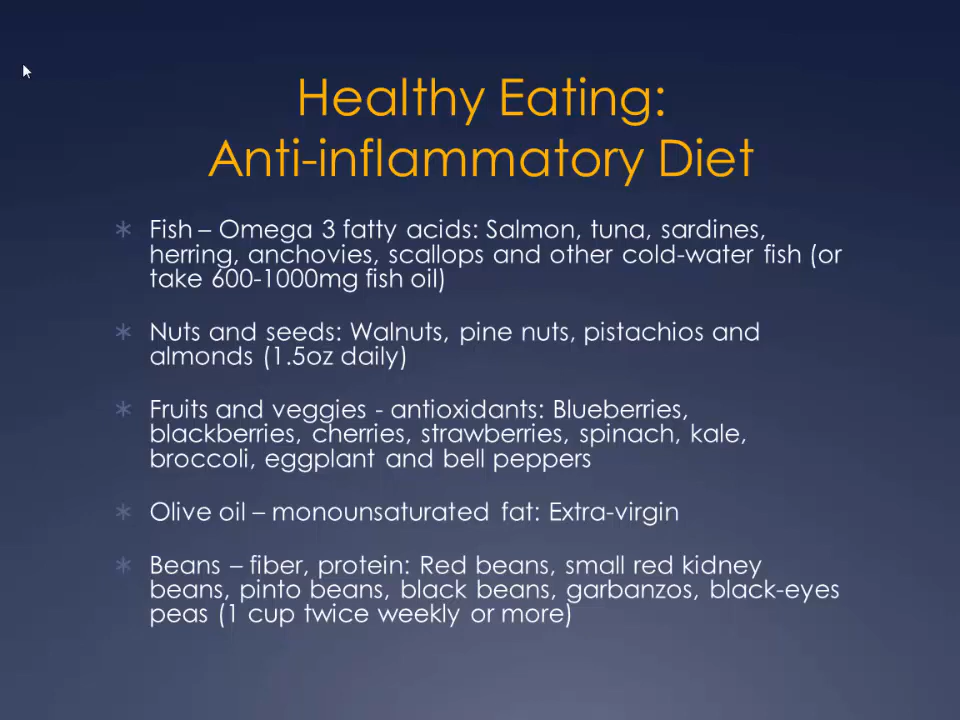 Healthy Eating:
Anti-inflammatory Diet
Fish – Omega 3 fatty acids: Salmon, tuna, sardines,
herring, anchovies, scallops and other cold-water fish (or
take 600-1000mg fish oil)
Nuts and seeds: Walnuts, pine nuts, pistachios and
almonds (1.5oz daily)
Fruits and veggies - antioxidants: Blueberries,
blackberries, cherries, strawberries, spinach, kale,
broccoli, eggplant and bell peppers
Olive oil – monounsaturated fat: Extra-virgin
Beans – fiber, protein: Red beans, small red kidney
beans, pinto beans, black beans, garbanzos, black-eyes
peas (1 cup twice weekly or more)